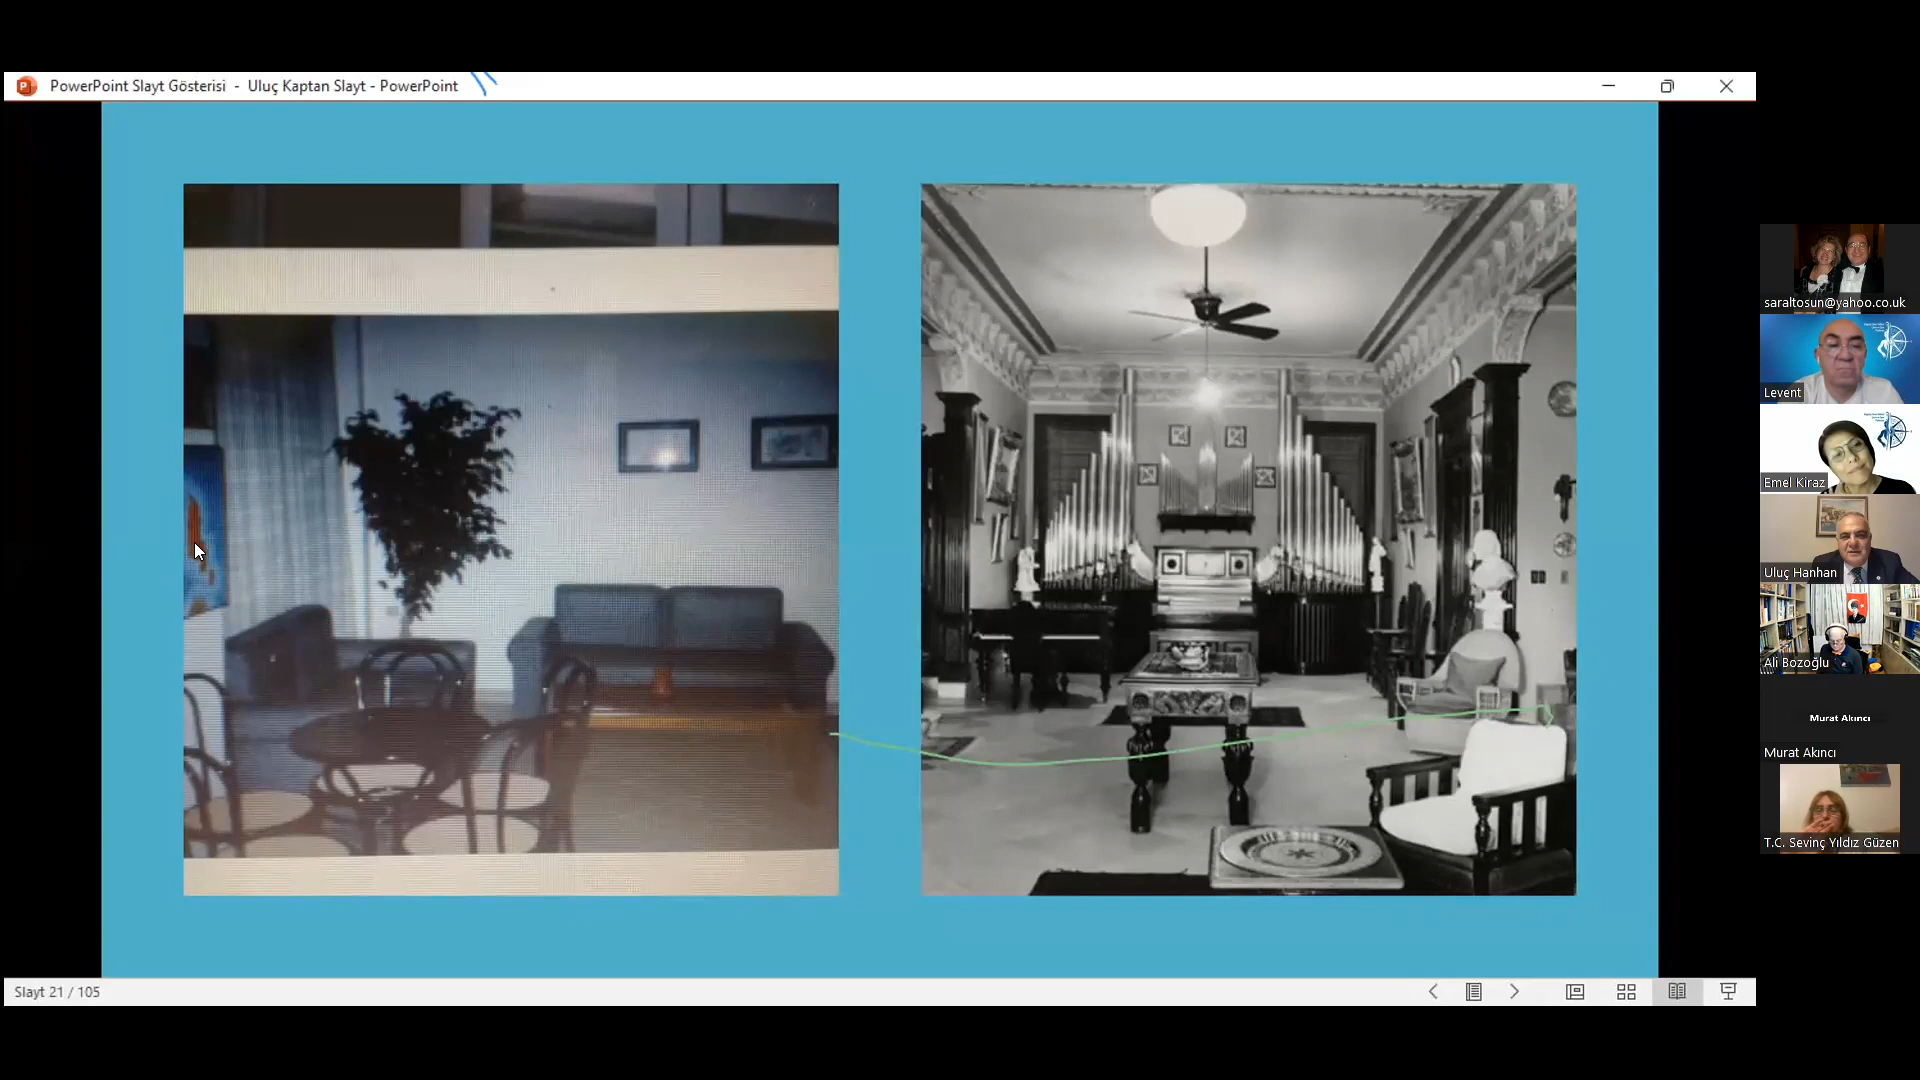 PowerPoint Slayt Gösterisi - Uluç Kaptan Slayt - PowerPoint
saraltosun@yahoo.co.uk
Levent
Emel Kiraz
Uluç Hanhan
Ali Bozoğlu
Murat Akıncı
Murat Akıncı
T.C. Sevinç Yıldız Güzen
Slayt 21 / 105